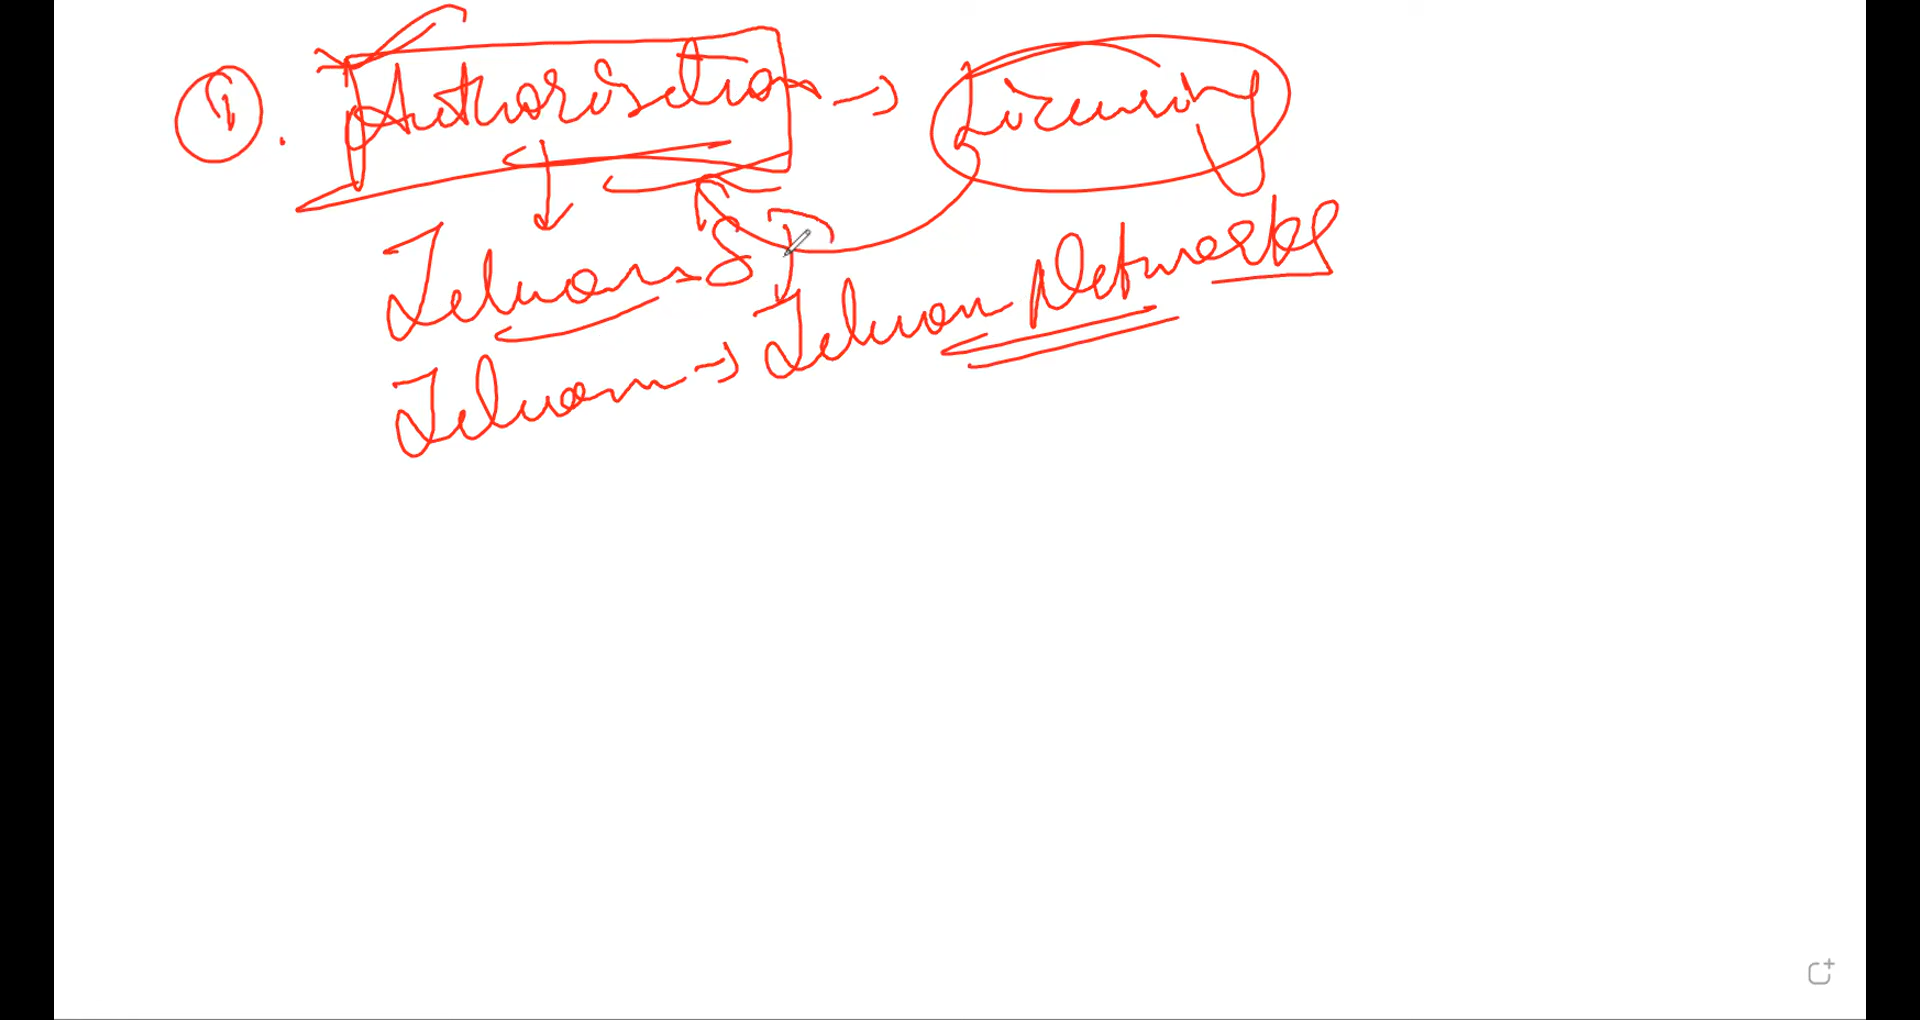 ① . Authorisation → Licensing
Telecom - S
Telecom → Telecom Networks